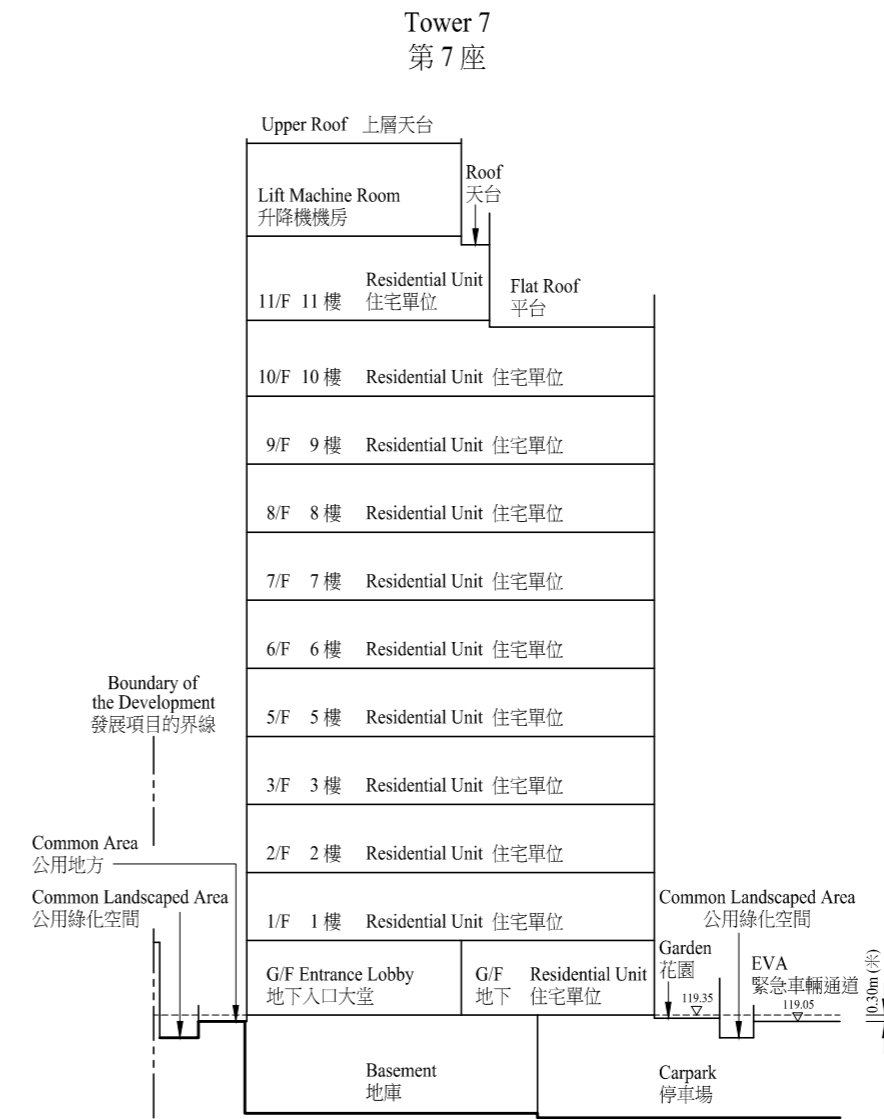 Tower 7
第 7 座
Upper Roof 上層天台
Roof
天台
Lift Machine Room
升降機機房
Residential Unit
11/F 11 樓 住宅單位
Flat Roof
平台
10/F 10 樓 Residential Unit 住宅單位
9/F 9 樓 Residential Unit 住宅單位
8/F 8 樓 Residential Unit 住宅單位
7/F 7 樓 Residential Unit 住宅單位
6/F 6 樓 Residential Unit 住宅單位
Boundary of
the Development
發展項目的界線
5/F 5 樓 Residential Unit 住宅單位
3/F 3 樓 Residential Unit 住宅單位
Common Area
公用地方
2/F 2 樓 Residential Unit 住宅單位
Common Landscaped Area
公用綠化空間
1/F 1 樓 Residential Unit 住宅單位
Common Landscaped Area
公用綠化空間
G/F Entrance Lobby
地下入口大堂
G/F Residential Unit
地下 住宅單位
Garden
花園
EVA
緊急車輛通道
119.35
119.05
0.30m (米)
Basement
地庫
Carpark
停車場